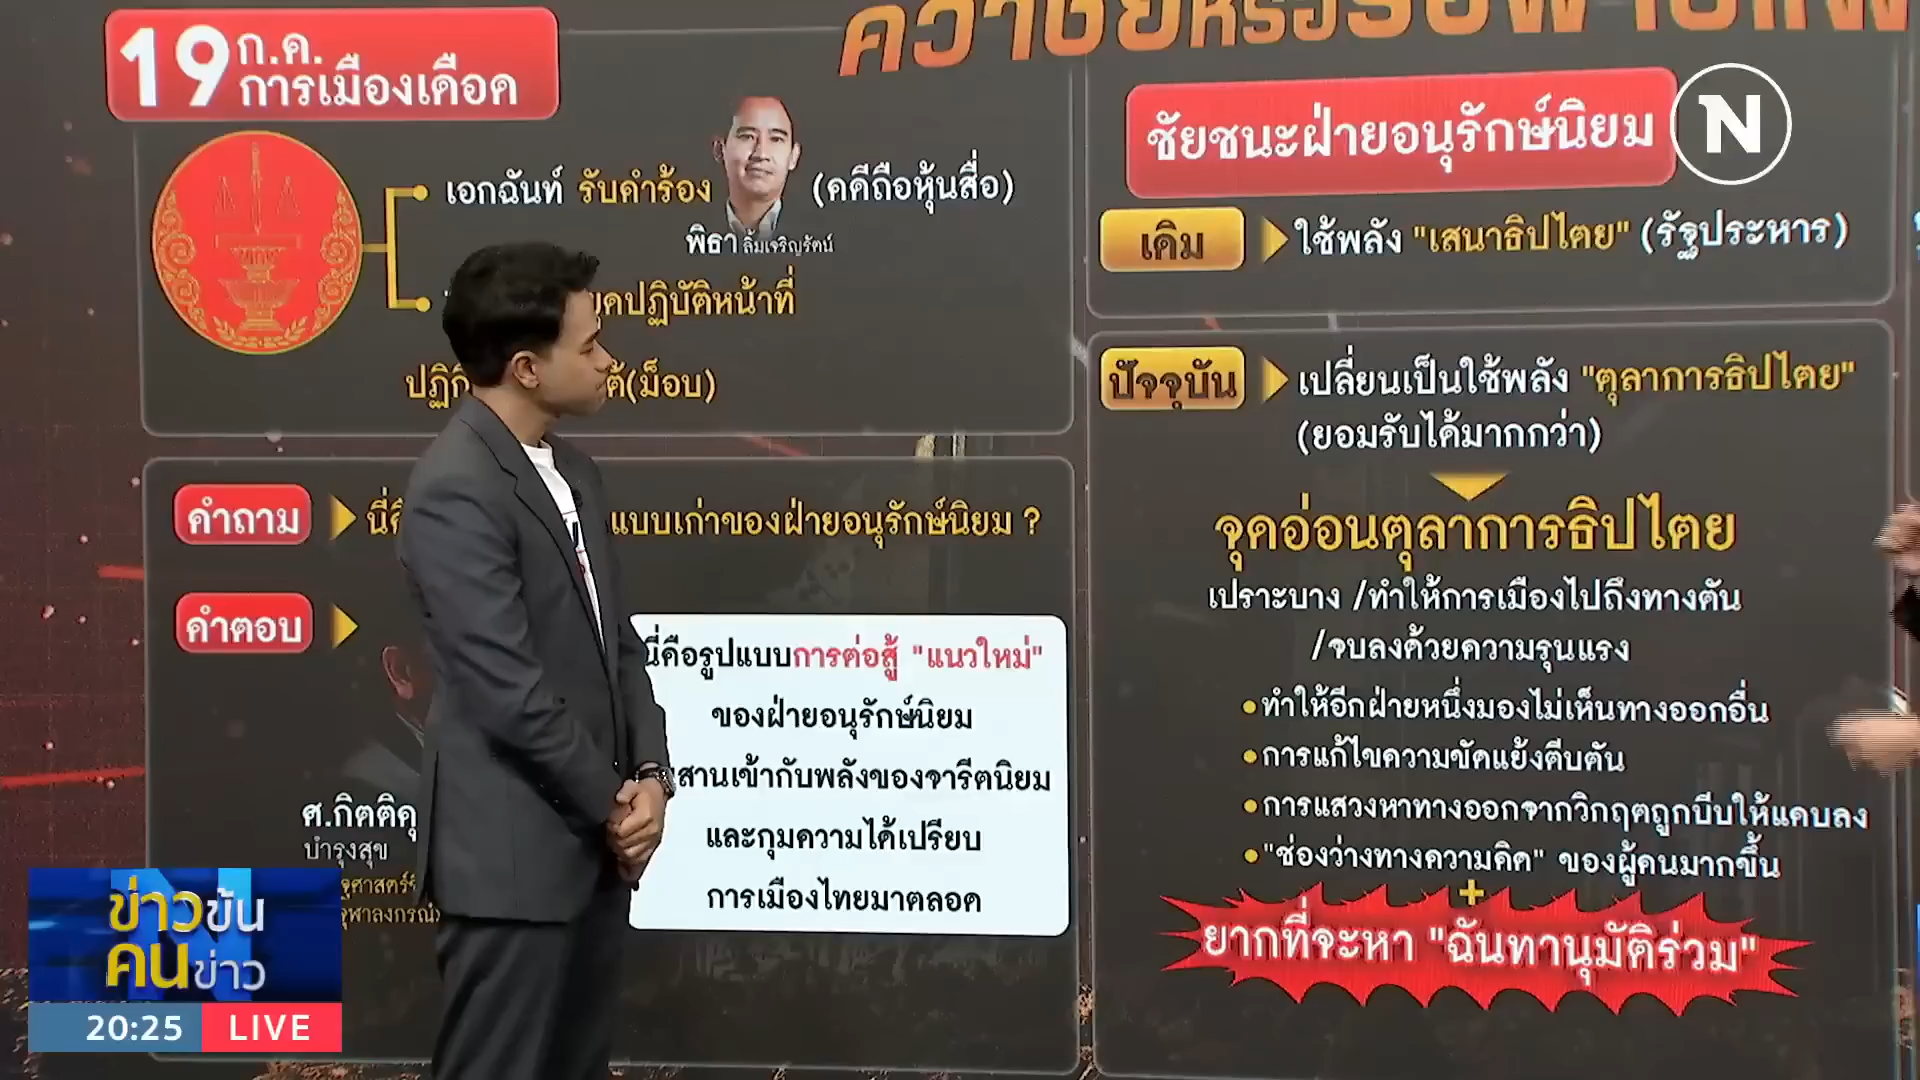 19 ก.ค.
การเมืองเดือด
เอกฉันท์ รับคำร้อง
(คดีถือหุ้นสื่อ)
พิธา ลิ้มเจริญรัตน์
ปฏิบัติหน้าที่
(ม็อบ)
คำถาม
แบบเก่าของฝ่ายอนุรักษ์นิยม ?
คำตอบ
นี่คือรูปแบบการต่อสู้ "แนวใหม่"
ของฝ่ายอนุรักษ์นิยม
สานเข้ากับพลังของจารีตนิยม
และกุมความได้เปรียบ
การเมืองไทยมาตลอด
ศ.กิตติ
บำรุงสุข
ชัยชนะฝ่ายอนุรักษ์นิยม
N
เดิม
ใช้พลัง "เสนาธิปไตย" (รัฐประหาร)
ปัจจุบัน
เปลี่ยนเป็นใช้พลัง "ตุลาการธิปไตย"
(ยอมรับได้มากกว่า)
จุดอ่อนตุลาการธิปไตย
เปราะบาง /ทำให้การเมืองไปถึงทางตัน
/จบลงด้วยความรุนแรง
•ทำให้อีกฝ่ายหนึ่งมองไม่เห็นทางออกอื่น
•การแก้ไขความขัดแย้งตีบตัน
•การแสวงหาทางออกจากวิกฤตถูกบีบให้แคบลง
•"ช่องว่างทางความคิด" ของผู้คนมากขึ้น
+
ยากที่จะหา "ฉันทานุมัติร่วม"
ข่าวข้น
คนข่าว
20:25 LIVE